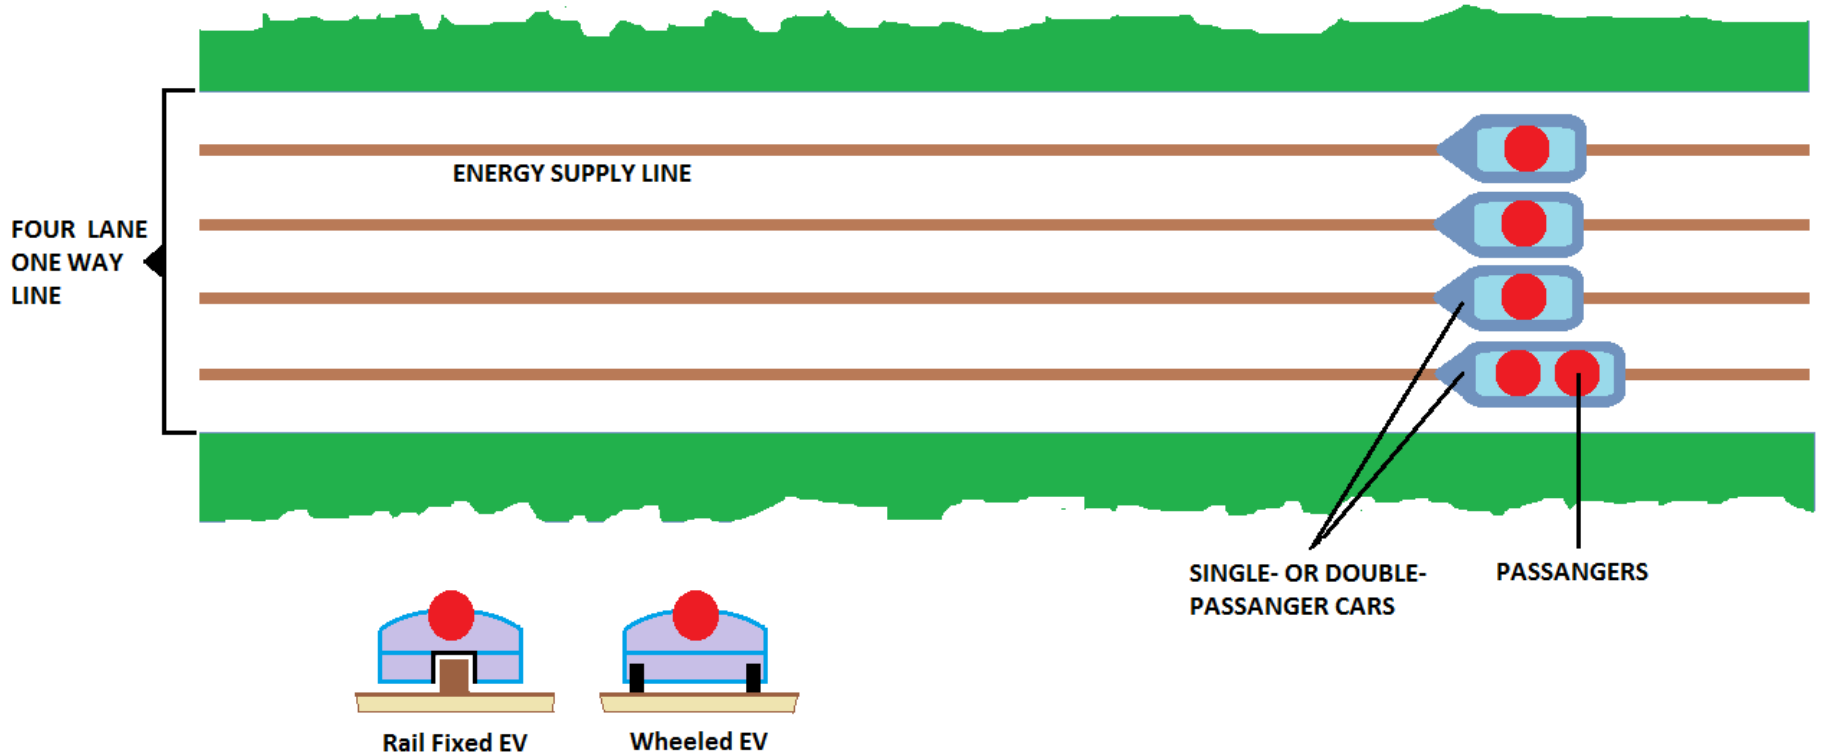 ENERGY SUPPLY LINE
FOUR LANE
ONE WAY
LINE
SINGLE- OR DOUBLE-
PASSANGER CARS
PASSANGERS
Rail Fixed EV
Wheeled EV